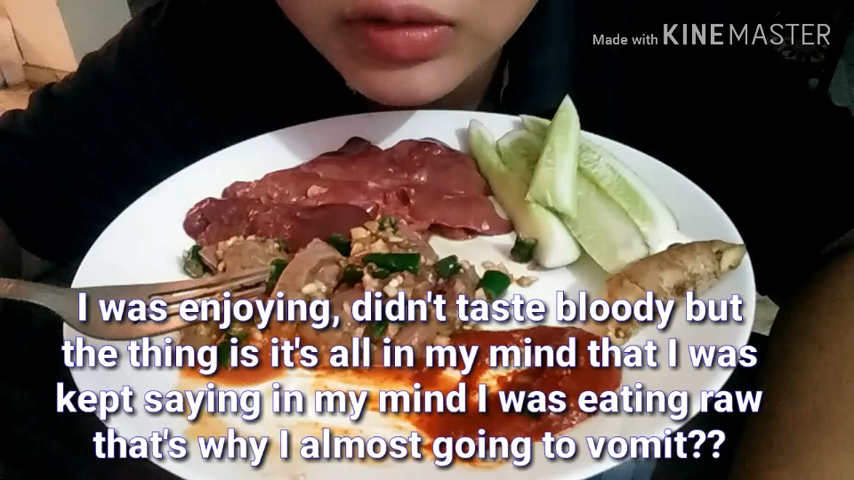 Made with KINEMASTER
I was enjoying, didn't taste bloody but
the thing is it's all in my mind that I was
kept saying in my mind I was eating raw
that's why I almost going to vomit??